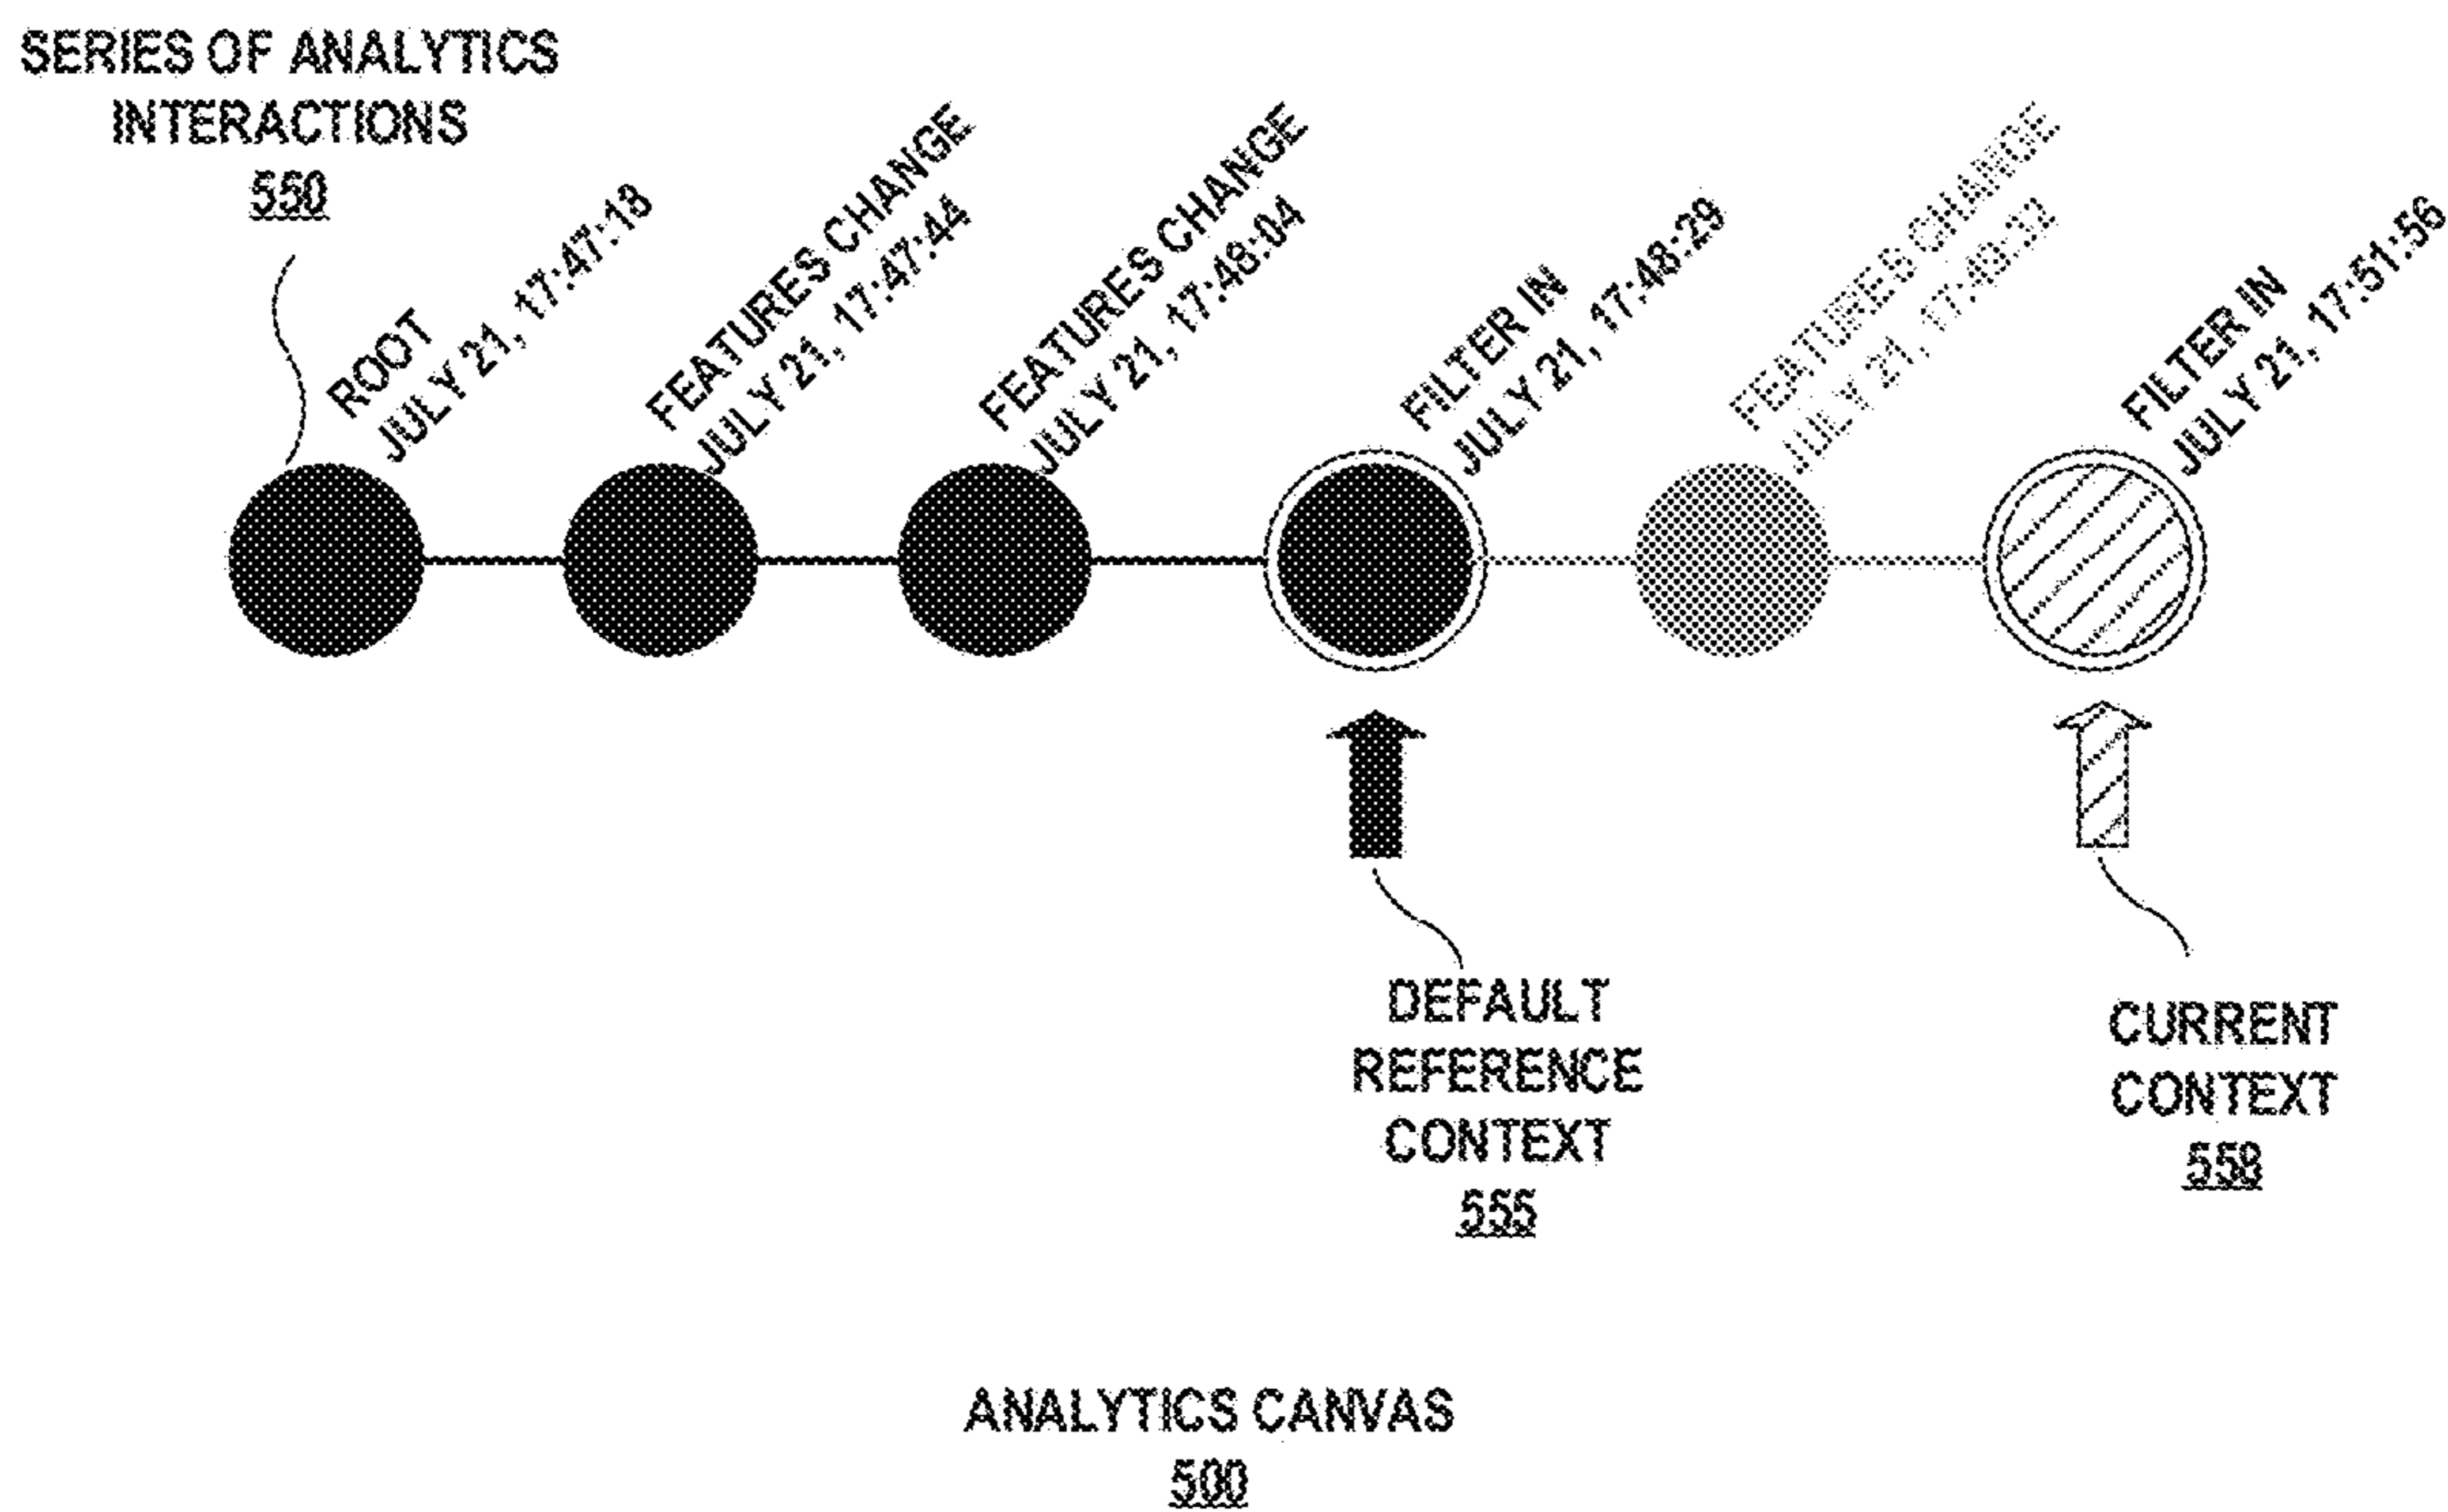 SERIES OF ANALYTICS
INTERACTIONS
550
ROOT
JULY 21, 17:47:18
FEATURES CHANGE
JULY 21, 17:47:44
FEATURES CHANGE
JULY 21, 17:48:04
FILTER IN
JULY 21, 17:48:29
FEATURES CHANGE
JULY 21,
FILTER IN
JULY 21, 17:51:56
DEFAULT
REFERENCE
CONTEXT
555
CURRENT
CONTEXT
558
ANALYTICS CANVAS
500